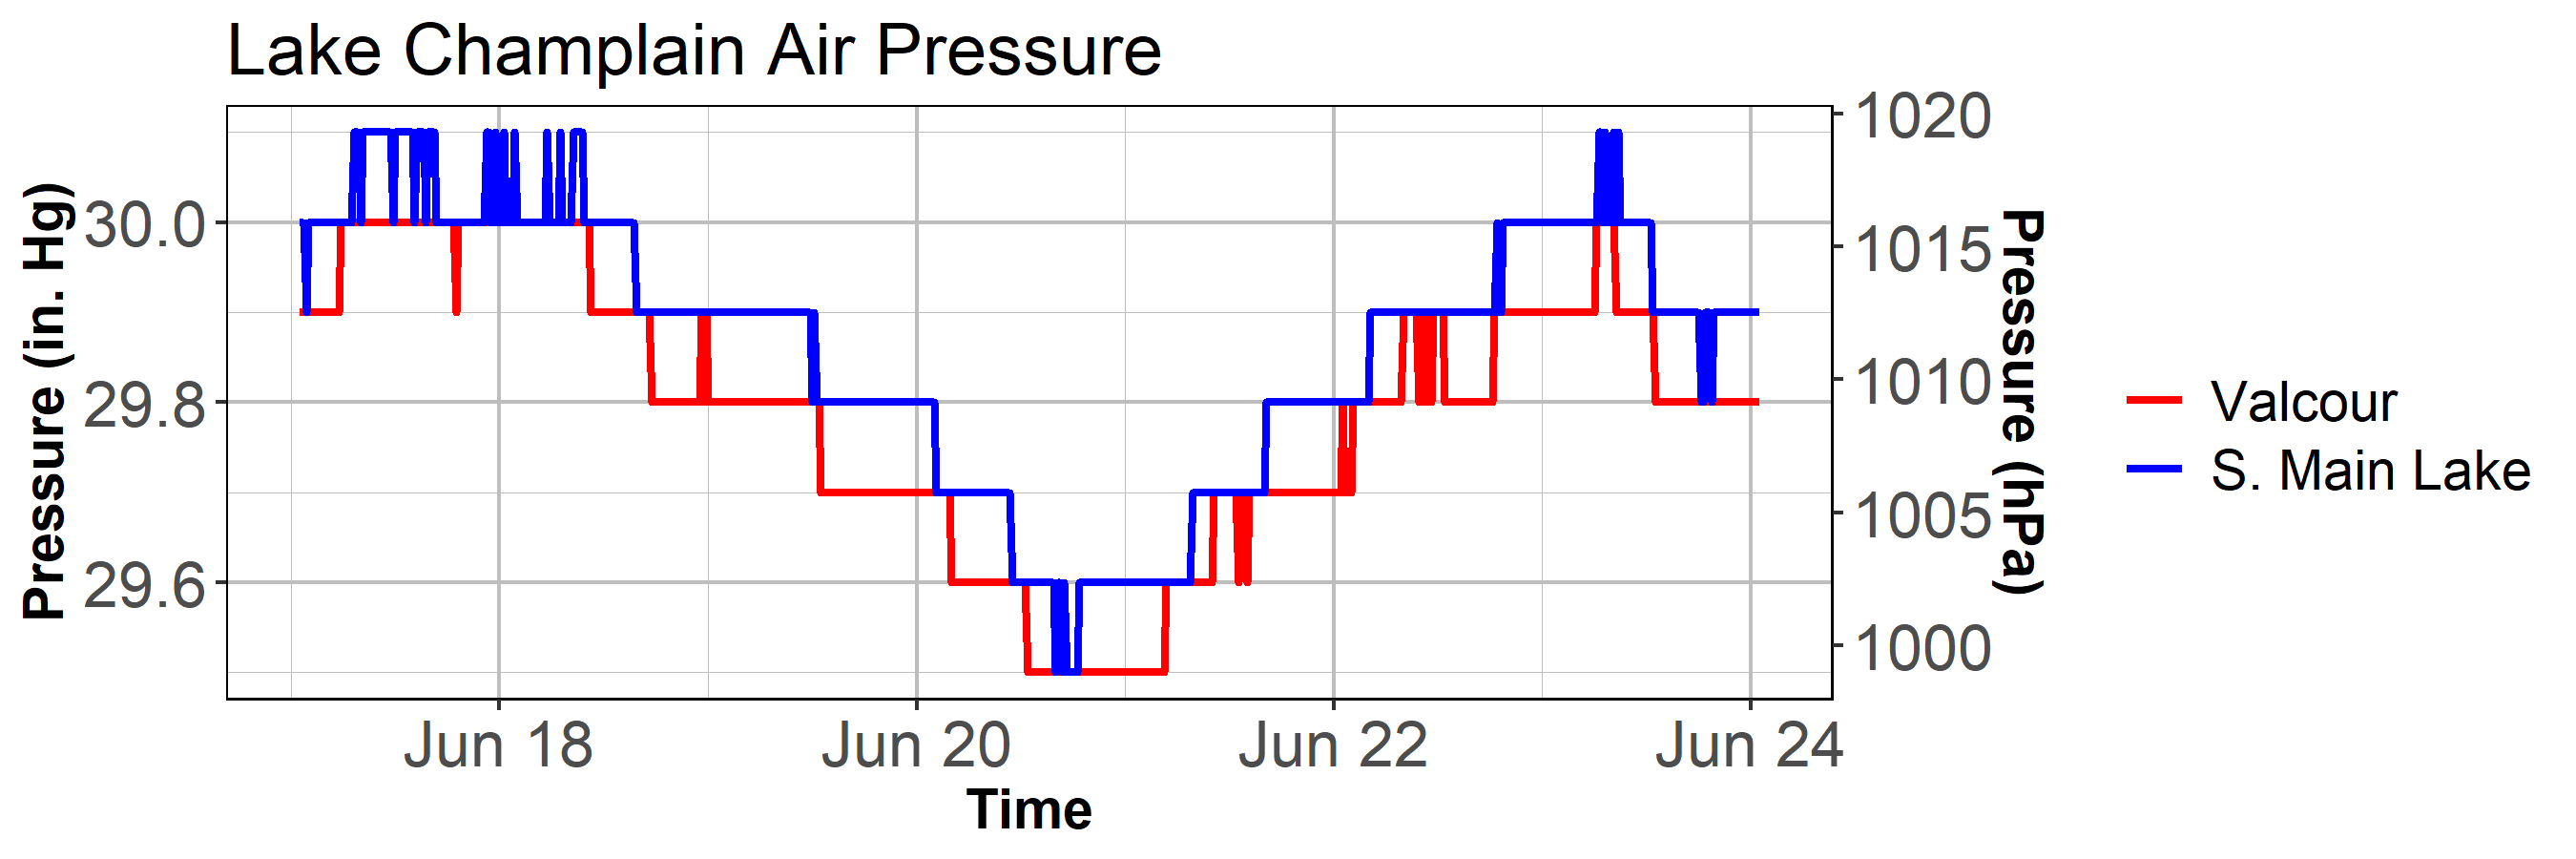 Lake Champlain Air Pressure
Pressure (in. Hg)
30.0
29.8
29.6
1020
1015
1010
1005
1000
Pressure (hPa)
Jun 18
Jun 20
Jun 22
Jun 24
Time
Valcour
S. Main Lake